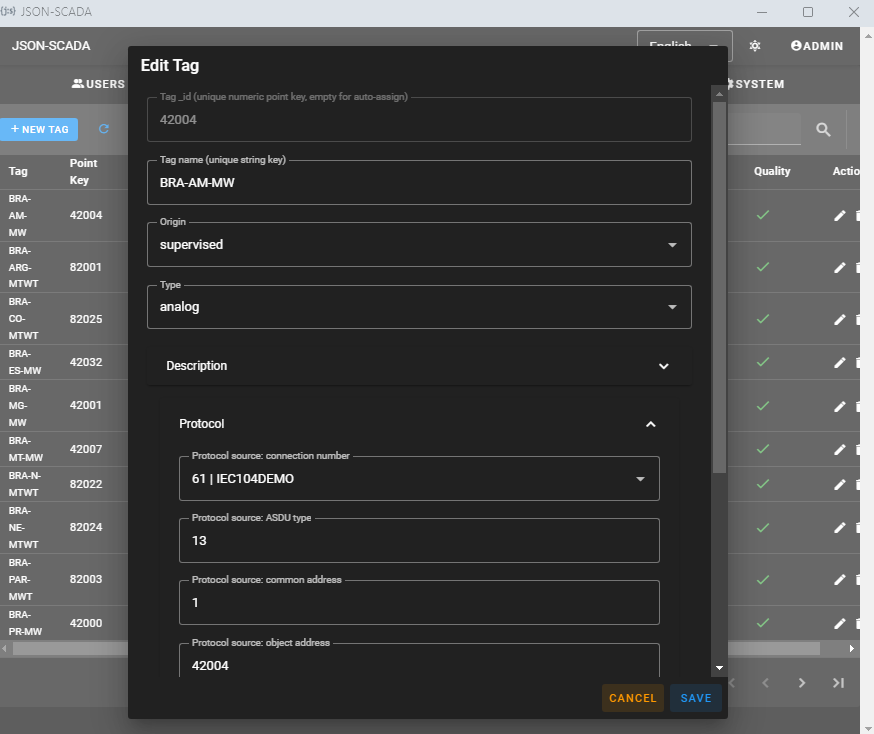 JSON-SCADA
JSON-SCADA
English
ADMIN
USERS
SYSTEM
+ NEW TAG
Tag
Point
Key
Quality
Actio
BRA-
AM-
MW
42004
BRA-
ARG-
MTWT
82001
BRA-
CO-
MTWT
82025
BRA-
ES-MW
42032
BRA-
MG-
MW
42001
BRA-
MT-MW
42007
BRA-N-
MTWT
82022
BRA-
NE-
MTWT
82024
BRA-
PAR-
MWT
82003
BRA-
PR-MW
42000
Edit Tag
Tag _id (unique numeric point key, empty for auto-assign)
42004
Tag name (unique string key)
BRA-AM-MW
Origin
supervised
Type
analog
Description
Protocol
Protocol source: connection number
61 | IEC104DEMO
Protocol source: ASDU type
13
Protocol source: common address
1
Protocol source: object address
42004
CANCEL
SAVE